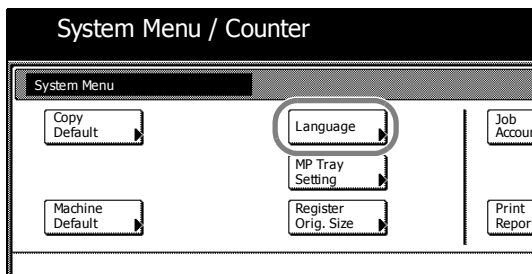 System Menu / Counter
System Menu
Copy
Default
Language
Job
MP Tray
Setting
Machine
Default
Register
Orig. Size
Print